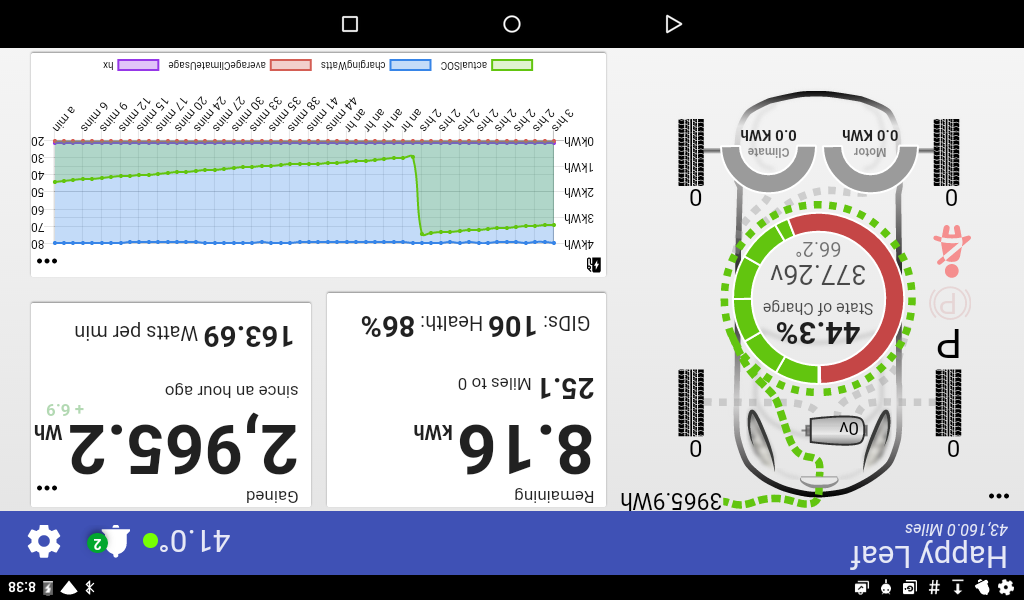 8:38
Happy Leaf
43,160.0 Miles
41.0°
2
3965.9Wh
0
0
0v
P
(P)
44.3%
State of Charge
377.26v
66.2°
0
0
Motor
0.0 KWh
Climate
0.0 KWh
Remaining
8.16 kWh
25.1 Miles to 0
GIDs: 106 Health: 86%
Gained
2,965.2 Wh
+ 6.9
since an hour ago
163.69 Watts per min
4kWh 80
3kWh 70
60
2kWh 50
40
1kWh 30
0kWh 20
3 hrs 2 hrs 2 hrs 2 hrs 2 hrs 2 hrs 2 hrs 2 hrs an hr an hr an hr an hr 44 mins 41 mins 38 mins 35 mins 33 mins 30 mins 27 mins 24 mins 20 mins 17 mins 15 mins 12 mins 9 mins 6 mins mins a min
actualSOC chargingWatts averageClimateUsage hx